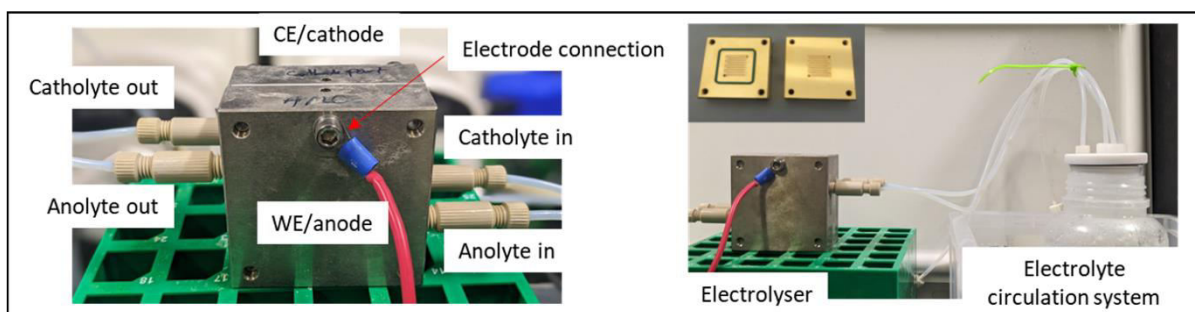 CE/cathode
Electrode connection
Catholyte out
Catholyte in
Anolyte out
WE/anode
Anolyte in
Electrolyser
Electrolyte
circulation system